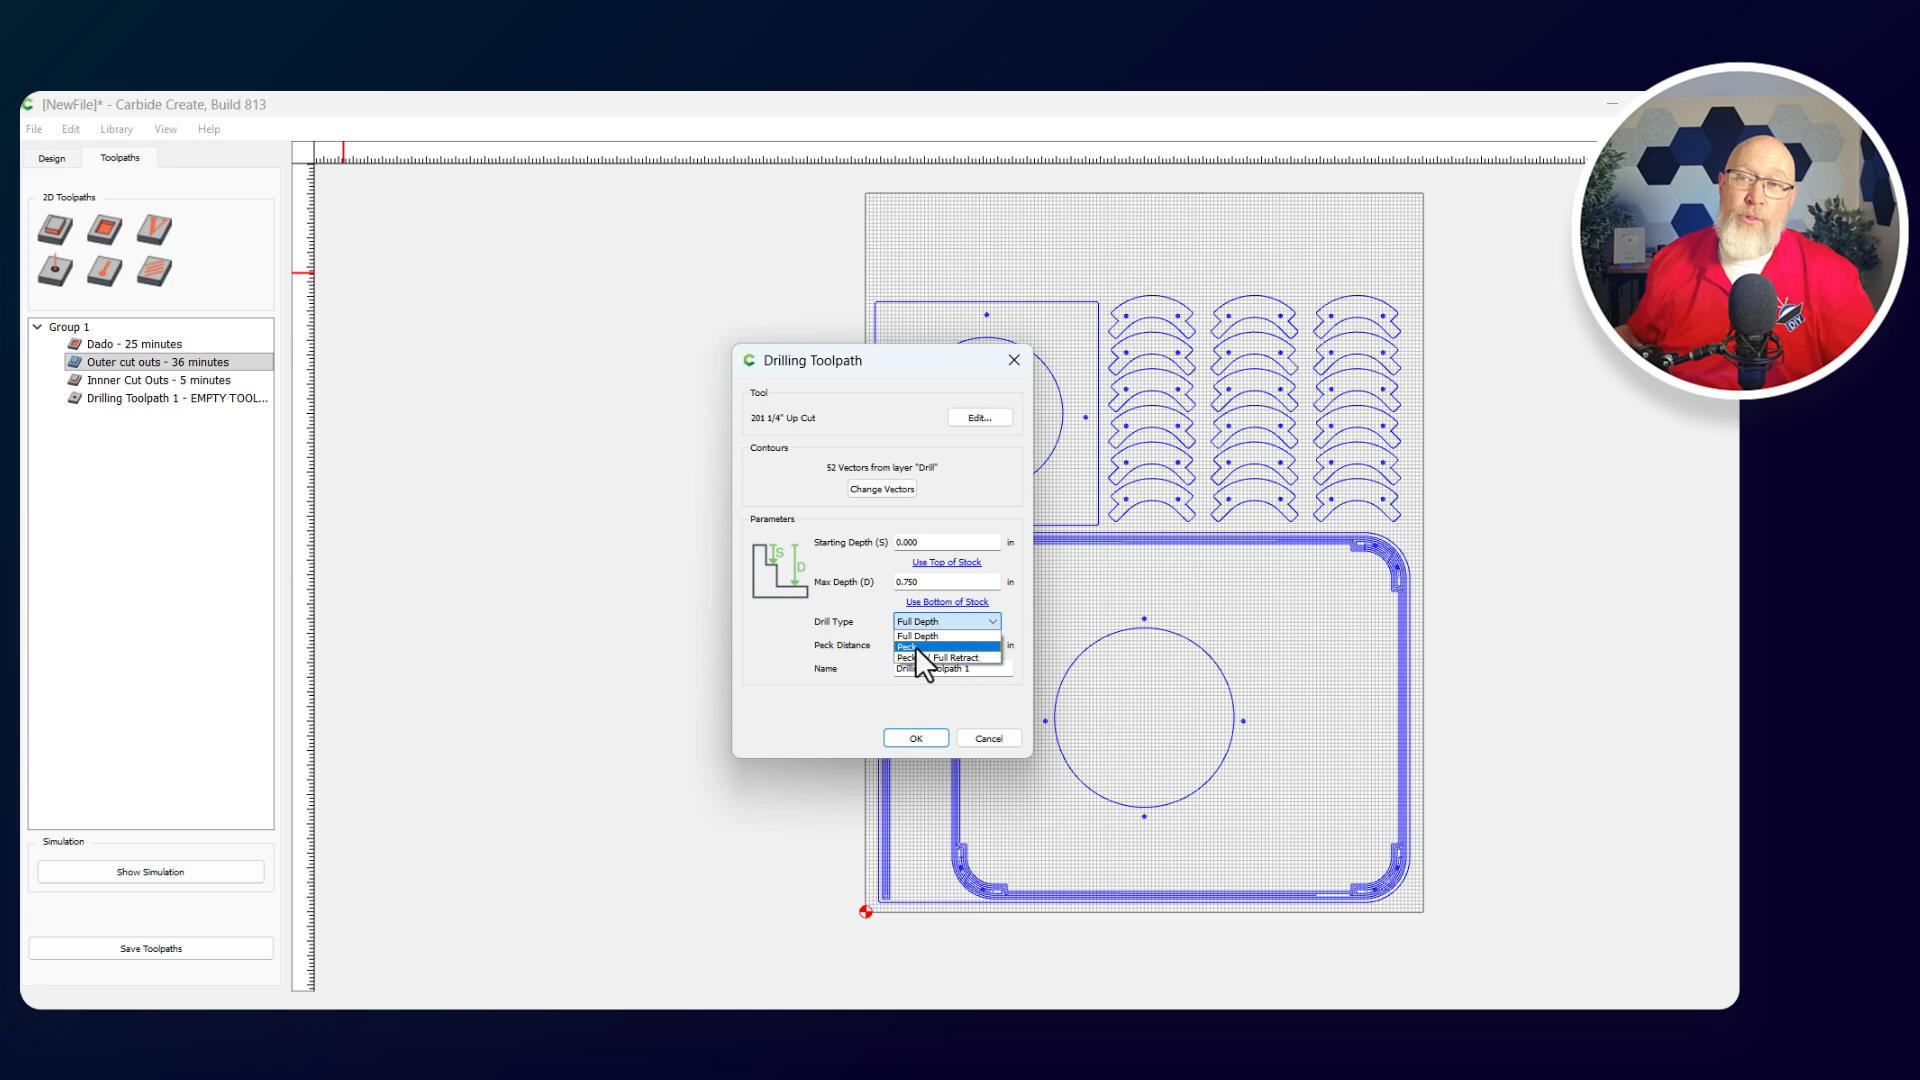 [NewFile]* - Carbide Create, Build 813
File Edit Library View Help
Design Toolpaths
2D Toolpaths
Group 1
Dado - 25 minutes
Outer cut outs - 36 minutes
Innner Cut Outs - 5 minutes
Drilling Toolpath 1 - EMPTY TOOL...
Simulation
Show Simulation
Save Toolpaths
Drilling Toolpath
Tool
201 1/4" Up Cut
Edit...
Contours
52 Vectors from layer "Drill"
Change Vectors
Parameters
S
D
Starting Depth (S) 0.000 in
Use Top of Stock
Max Depth (D) 0.750 in
Use Bottom of Stock
Drill Type Full Depth
Full Depth
Peck Distance Peck in
Full Retract
Name
OK Cancel
DIY